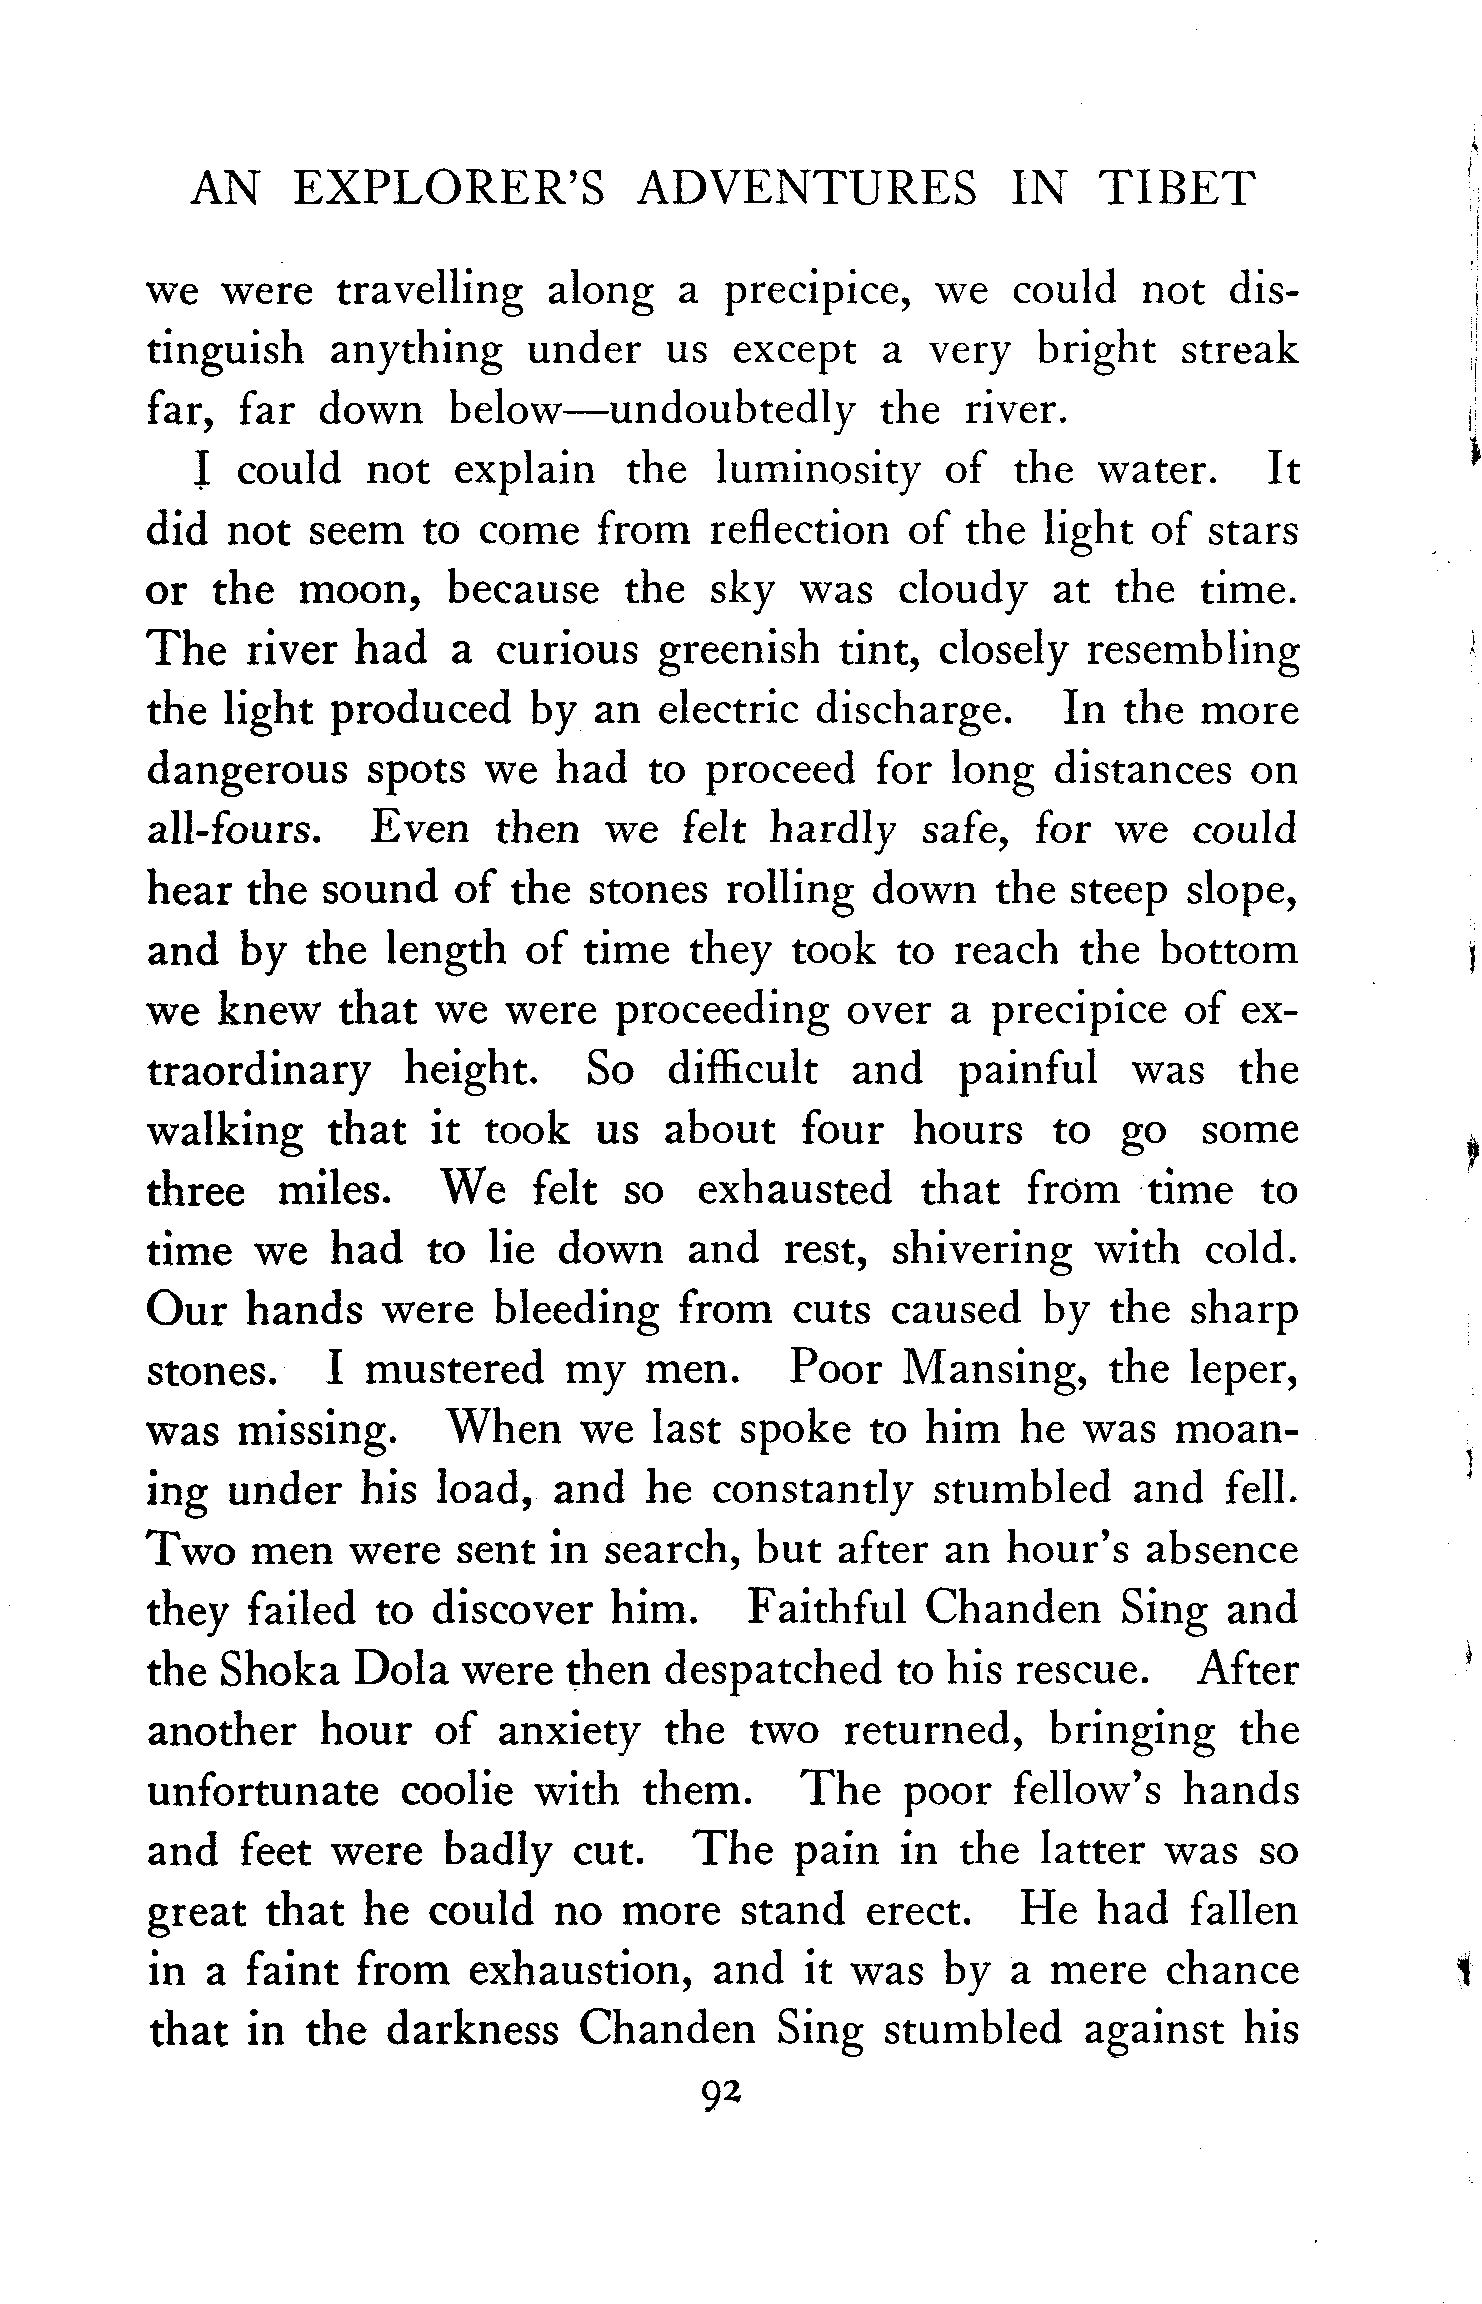 AN EXPLORER'S ADVENTURES IN TIBET
we were travelling along a precipice, we could not dis-
tinguish anything under us except a very bright streak
far, far down below—undoubtedly the river.
I could not explain the luminosity of the water. It
did not seem to come from reflection of the light of stars
or the moon, because the sky was cloudy at the time.
The river had a curious greenish tint, closely resembling
the light produced by an electric discharge. In the more
dangerous spots we had to proceed for long distances on
all-fours. Even then we felt hardly safe, for we could
hear the sound of the stones rolling down the steep slope,
and by the length of time they took to reach the bottom
we knew that we were proceeding over a precipice of ex-
traordinary height. So difficult and painful was the
walking that it took us about four hours to go some
three miles. We felt so exhausted that from time to
time we had to lie down and rest, shivering with cold.
Our hands were bleeding from cuts caused by the sharp
stones. I mustered my men. Poor Mansing, the leper,
was missing. When we last spoke to him he was moan-
ing under his load, and he constantly stumbled and fell.
Two men were sent in search, but after an hour's absence
they failed to discover him. Faithful Chanden Sing and
the Shoka Dola were then despatched to his rescue. After
another hour of anxiety the two returned, bringing the
unfortunate coolie with them. The poor fellow's hands
and feet were badly cut. The pain in the latter was so
great that he could no more stand erect. He had fallen
in a faint from exhaustion, and it was by a mere chance
that in the darkness Chanden Sing stumbled against his
92